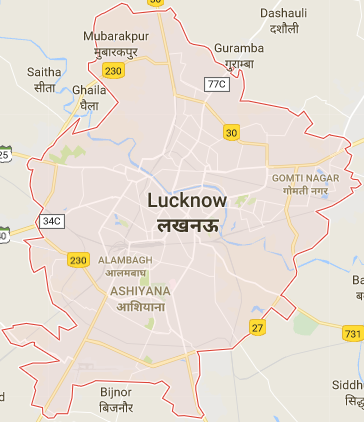 Dashauli
दशौली
Mubarakpur
मुबारकपुर
Guramba
गुराम्बा
230
Saitha
सीता
77C
Ghaila
घैला
30
25
GOMTI NAGAR
गोमती नगर
Lucknow
लखनऊ
34C
30
230
ALAMBAGH
आलमबाघ
ASHIYANA
आशियाना
27
731
Bijnor
बिजनौर